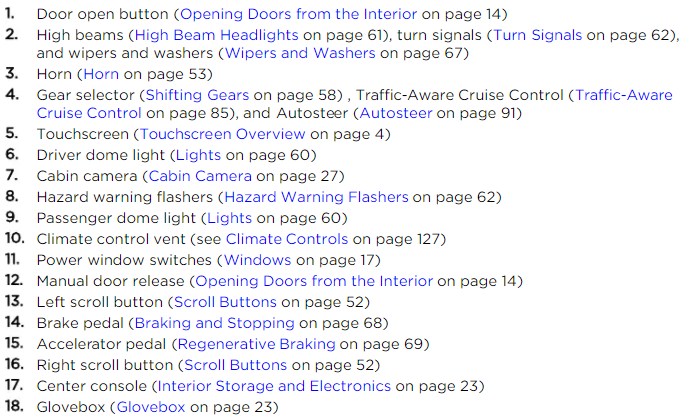 1. Door open button (Opening Doors from the Interior on page 14)
2. High beams (High Beam Headlights on page 61), turn signals (Turn Signals on page 62),
and wipers and washers (Wipers and Washers on page 67)
3. Horn (Horn on page 53)
4. Gear selector (Shifting Gears on page 58) , Traffic-Aware Cruise Control (Traffic-Aware
Cruise Control on page 85), and Autosteer (Autosteer on page 91)
5. Touchscreen (Touchscreen Overview on page 4)
6. Driver dome light (Lights on page 60)
7. Cabin camera (Cabin Camera on page 27)
8. Hazard warning flashers (Hazard Warning Flashers on page 62)
9. Passenger dome light (Lights on page 60)
10. Climate control vent (see Climate Controls on page 127)
11. Power window switches (Windows on page 17)
12. Manual door release (Opening Doors from the Interior on page 14)
13. Left scroll button (Scroll Buttons on page 52)
14. Brake pedal (Braking and Stopping on page 68)
15. Accelerator pedal (Regenerative Braking on page 69)
16. Right scroll button (Scroll Buttons on page 52)
17. Center console (Interior Storage and Electronics on page 23)
18. Glovebox (Glovebox on page 23)